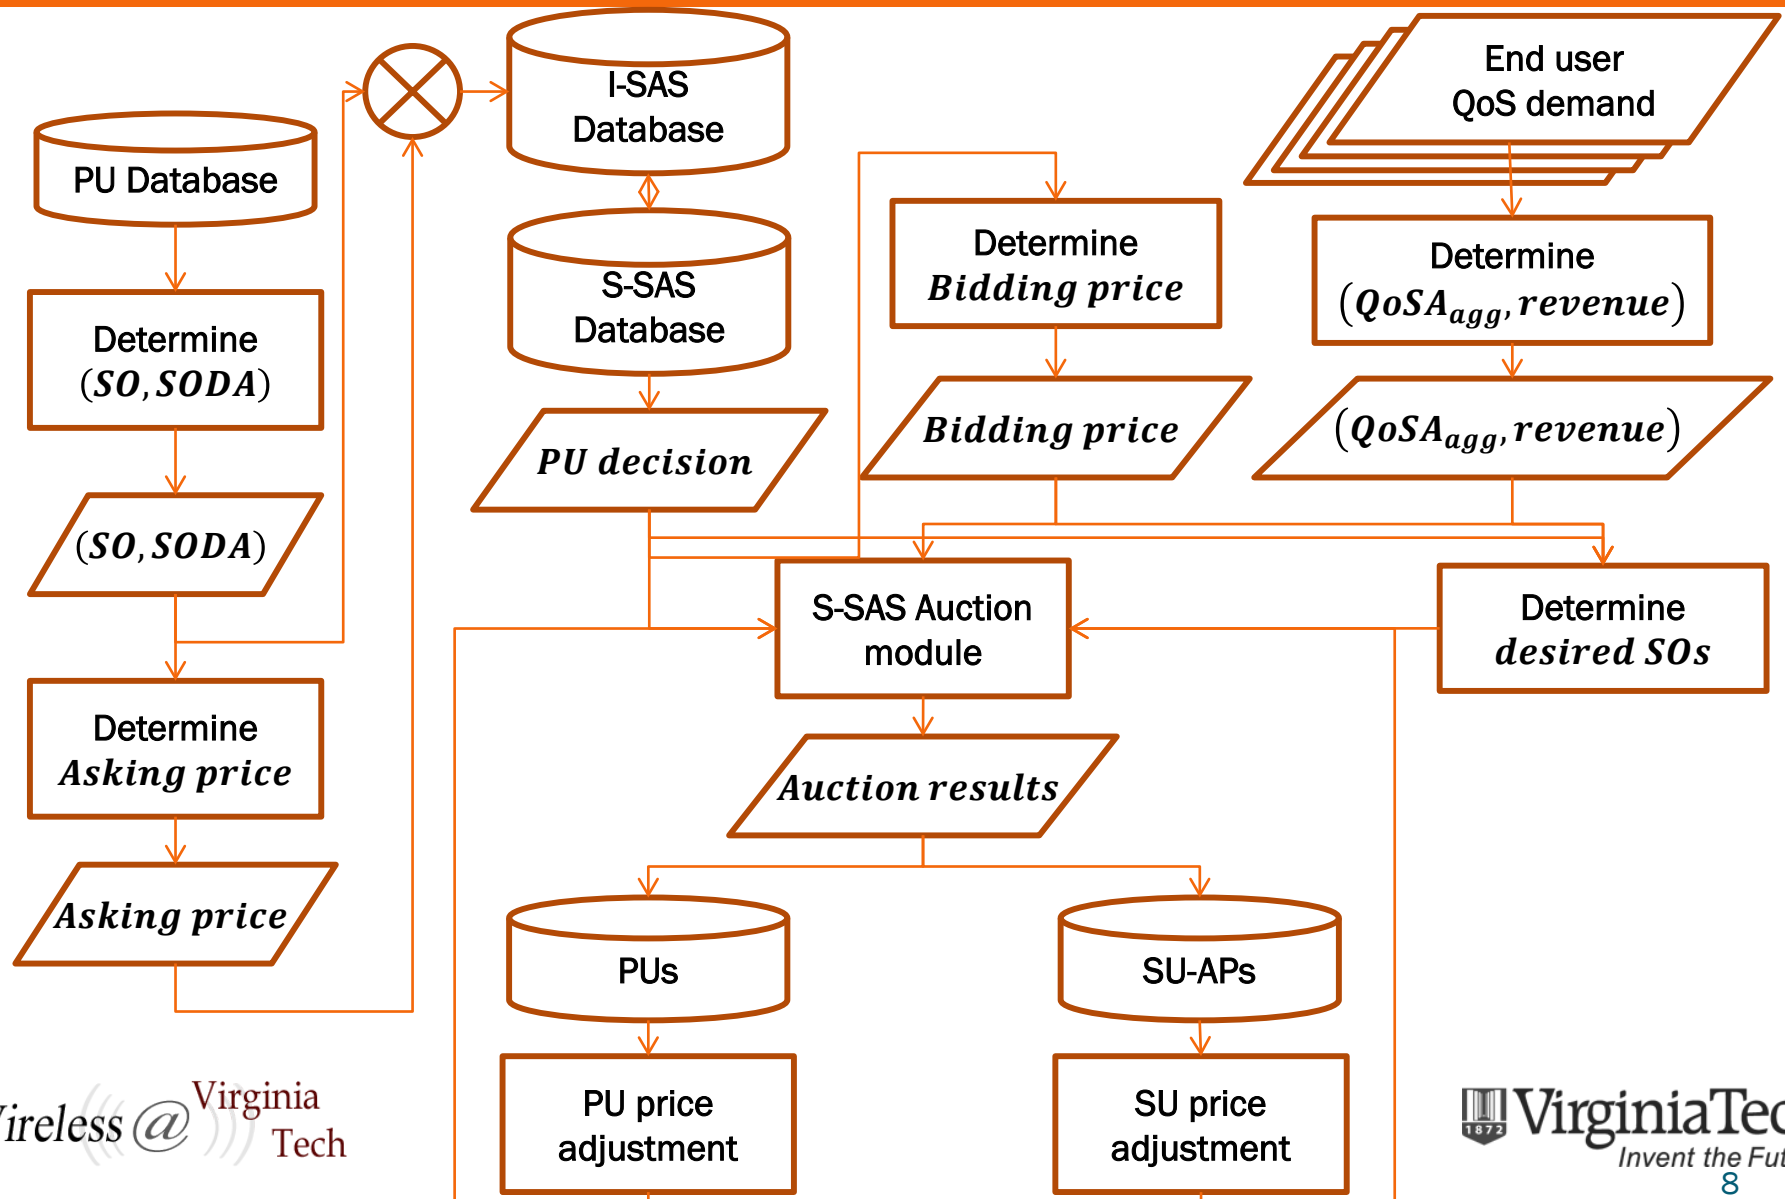 PU Database
Determine
(SO, SODA)
(SO, SODA)
Determine
Asking price
Asking price
I-SAS
Database
S-SAS
Database
PU decision
Determine
Bidding price
Bidding price
End user
QoS demand
Determine
(QoSA_agg, revenue)
(QoSA_agg, revenue)
S-SAS Auction
module
Determine
desired SOs
Auction results
PUs
SU-APs
PU price
adjustment
SU price
adjustment
ireless @ Virginia
Tech
1872
VirginiaTec
Invent the Fut
8